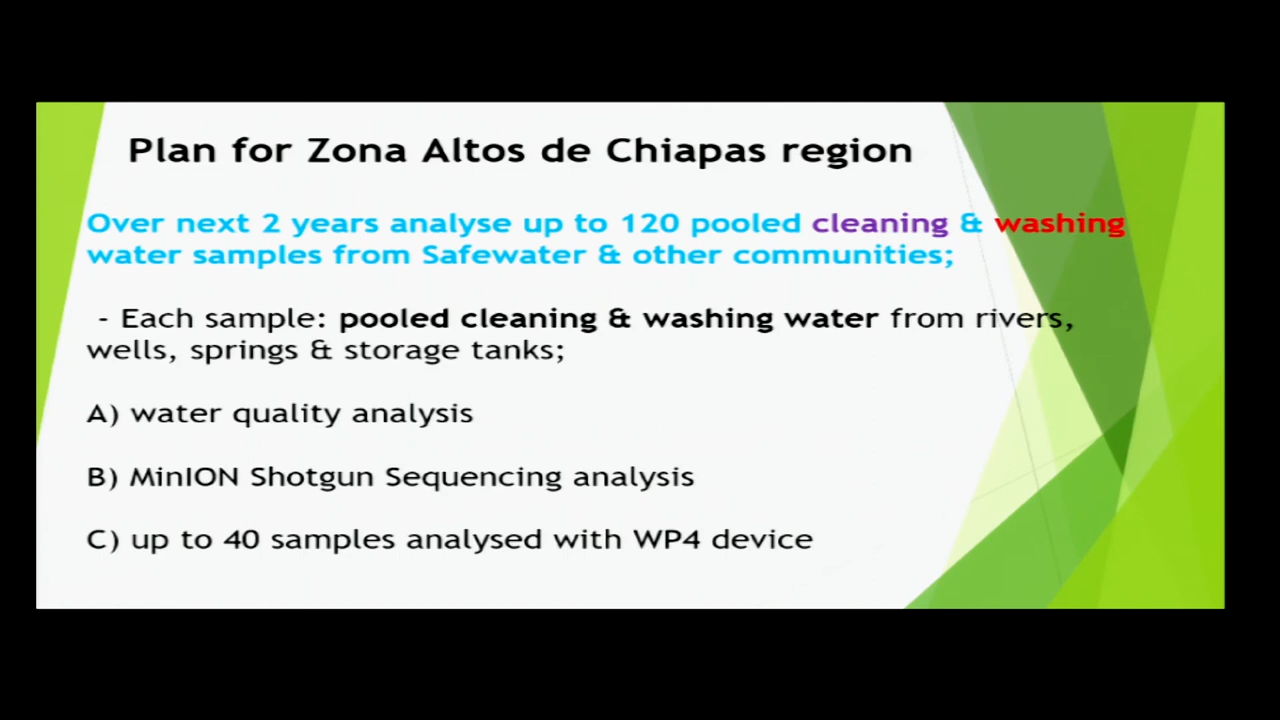 Plan for Zona Altos de Chiapas region
Over next 2 years analyse up to 120 pooled cleaning & washing
water samples from Safewater & other communities;
- Each sample: pooled cleaning & washing water from rivers,
wells, springs & storage tanks;
A) water quality analysis
B) MinION Shotgun Sequencing analysis
C) up to 40 samples analysed with WP4 device